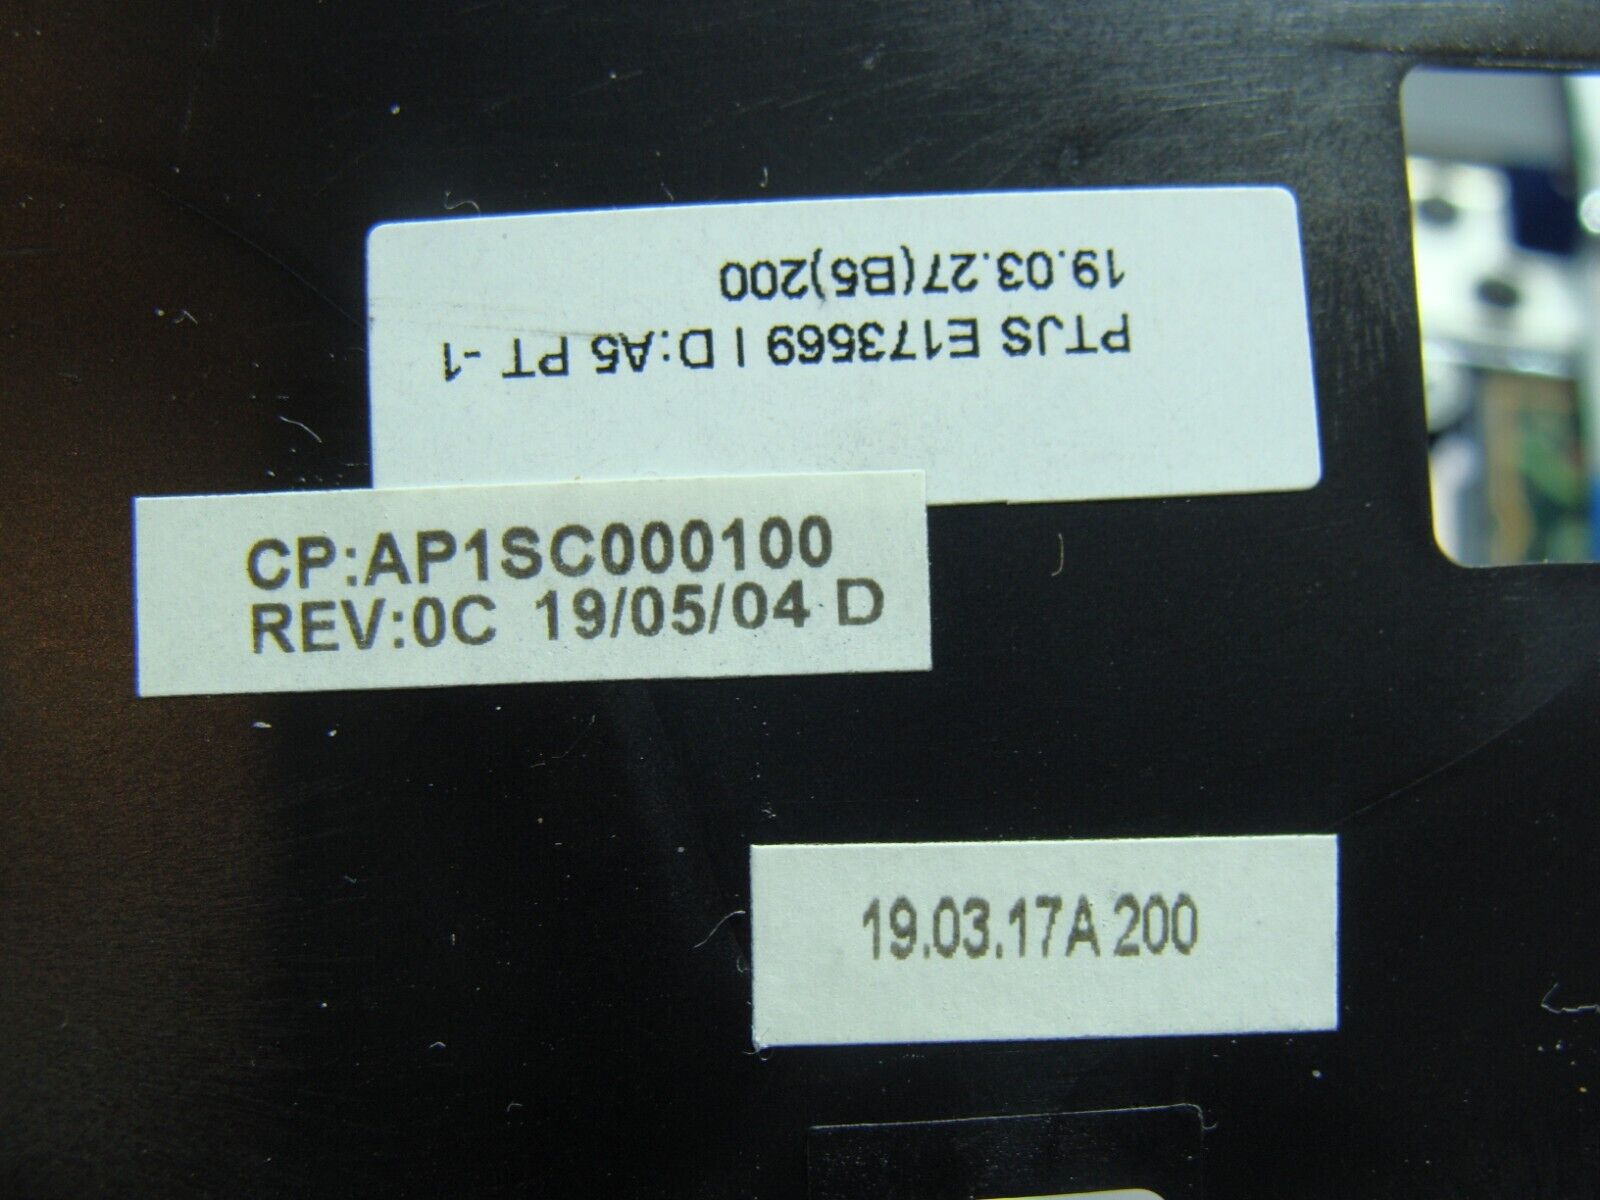 PTJS E173569 I D:A5 PT -1
19.03.27(B5)200
CP:AP1SC000100
REV:0C 19/05/04 D
19.03.17A 200